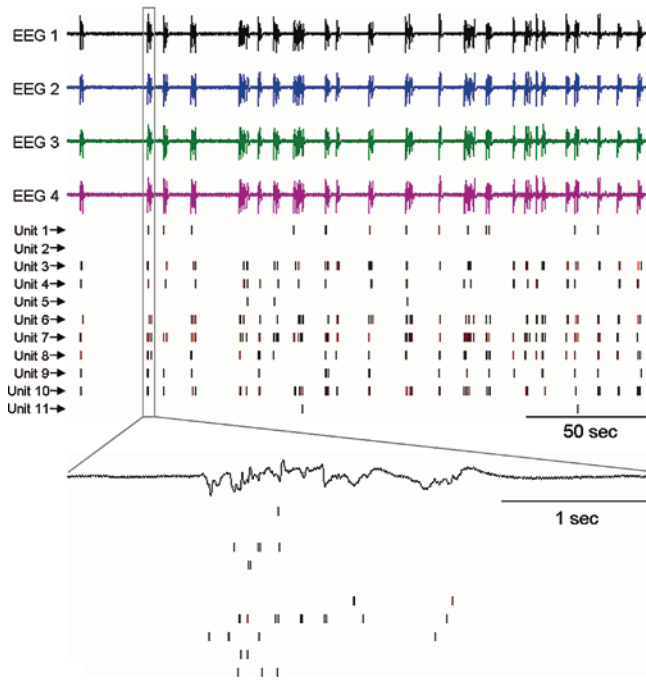 EEG 1
EEG 2
EEG 3
EEG 4
Unit 1
Unit 2
Unit 3
Unit 4
Unit 5
Unit 6
Unit 7
Unit 8
Unit 9
Unit 10
Unit 11
50 sec
1 sec